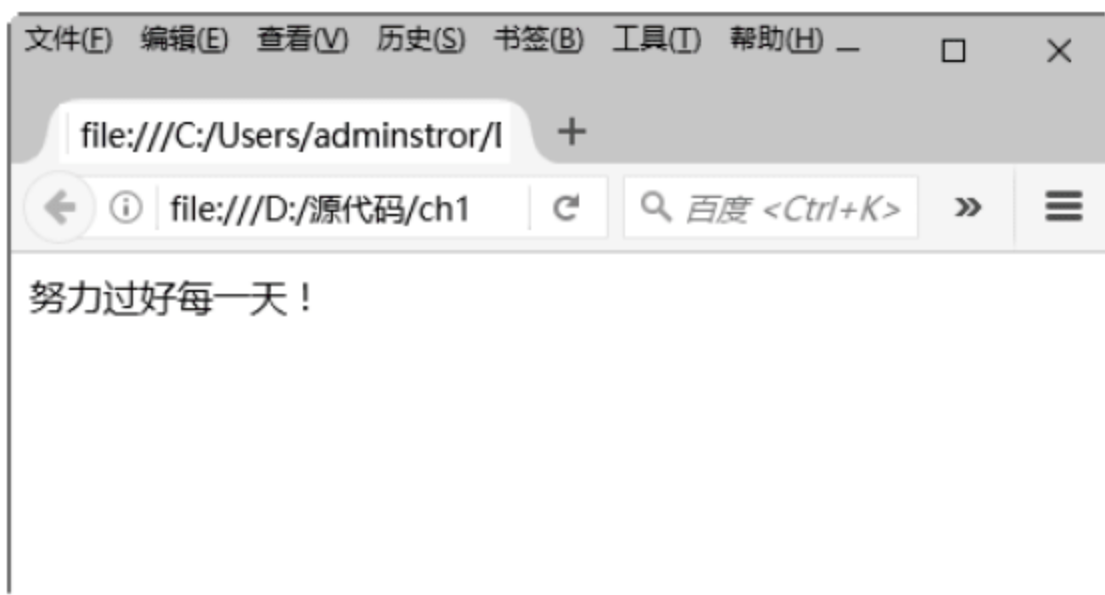 文件(F) 编辑(E) 查看(V) 历史(S) 书签(B) 工具(T) 帮助(H)
file:///C:/Users/adminstror/
file:///D:/源代码/ch1 百度 <Ctrl+K>
努力过好每一天！